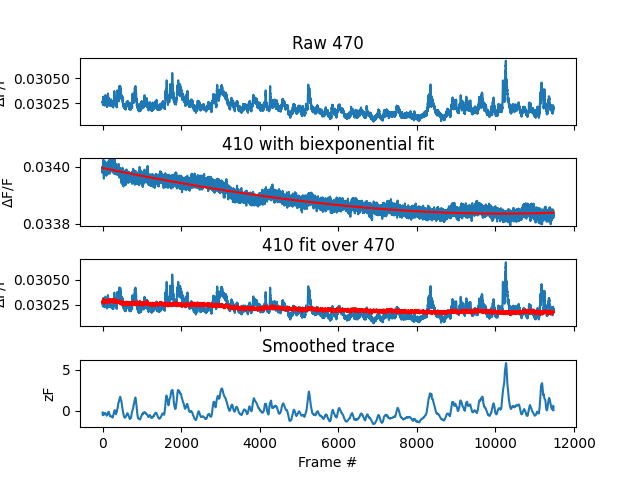 Raw 470
0.03050
0.03025
410 with biexponential fit
0.0340
ΔF/F
0.0338
410 fit over 470
0.03050
0.03025
Smoothed trace
5
zF
0
0 2000 4000 6000 8000 10000 12000
Frame #